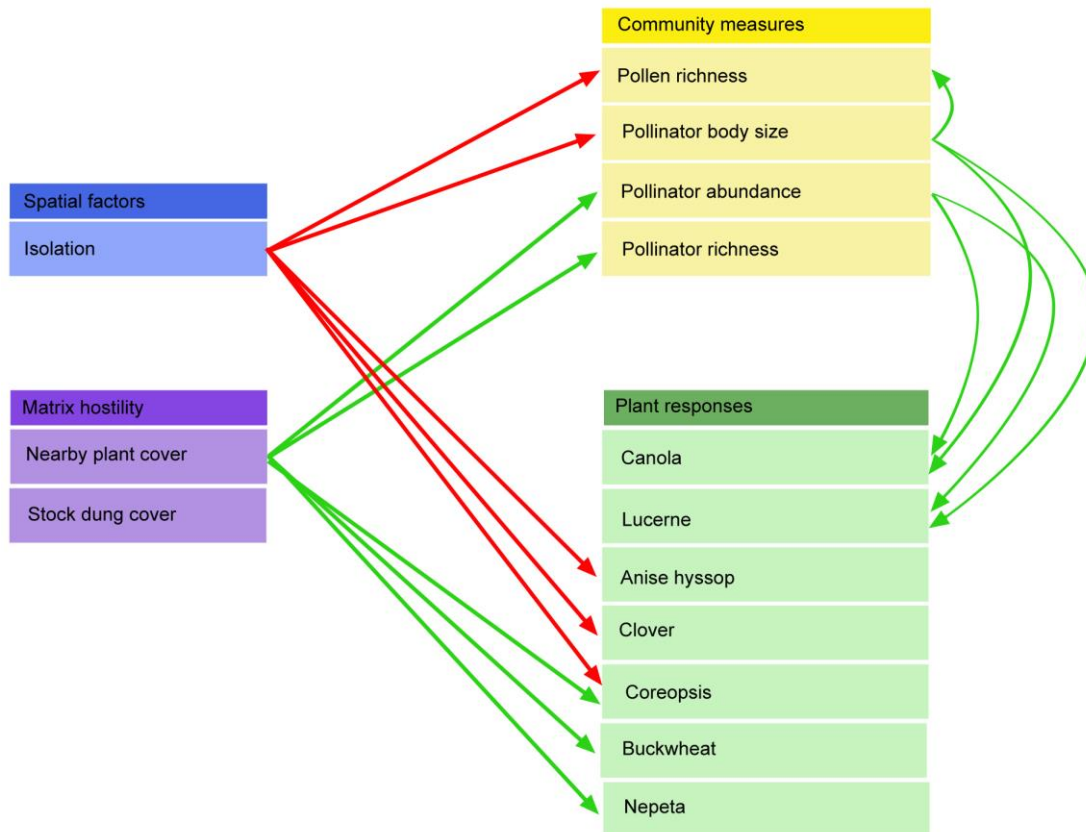 Community measures
Pollen richness
Pollinator body size
Pollinator abundance
Pollinator richness
Spatial factors
Isolation
Matrix hostility
Nearby plant cover
Stock dung cover
Plant responses
Canola
Lucerne
Anise hyssop
Clover
Coreopsis
Buckwheat
Nepeta